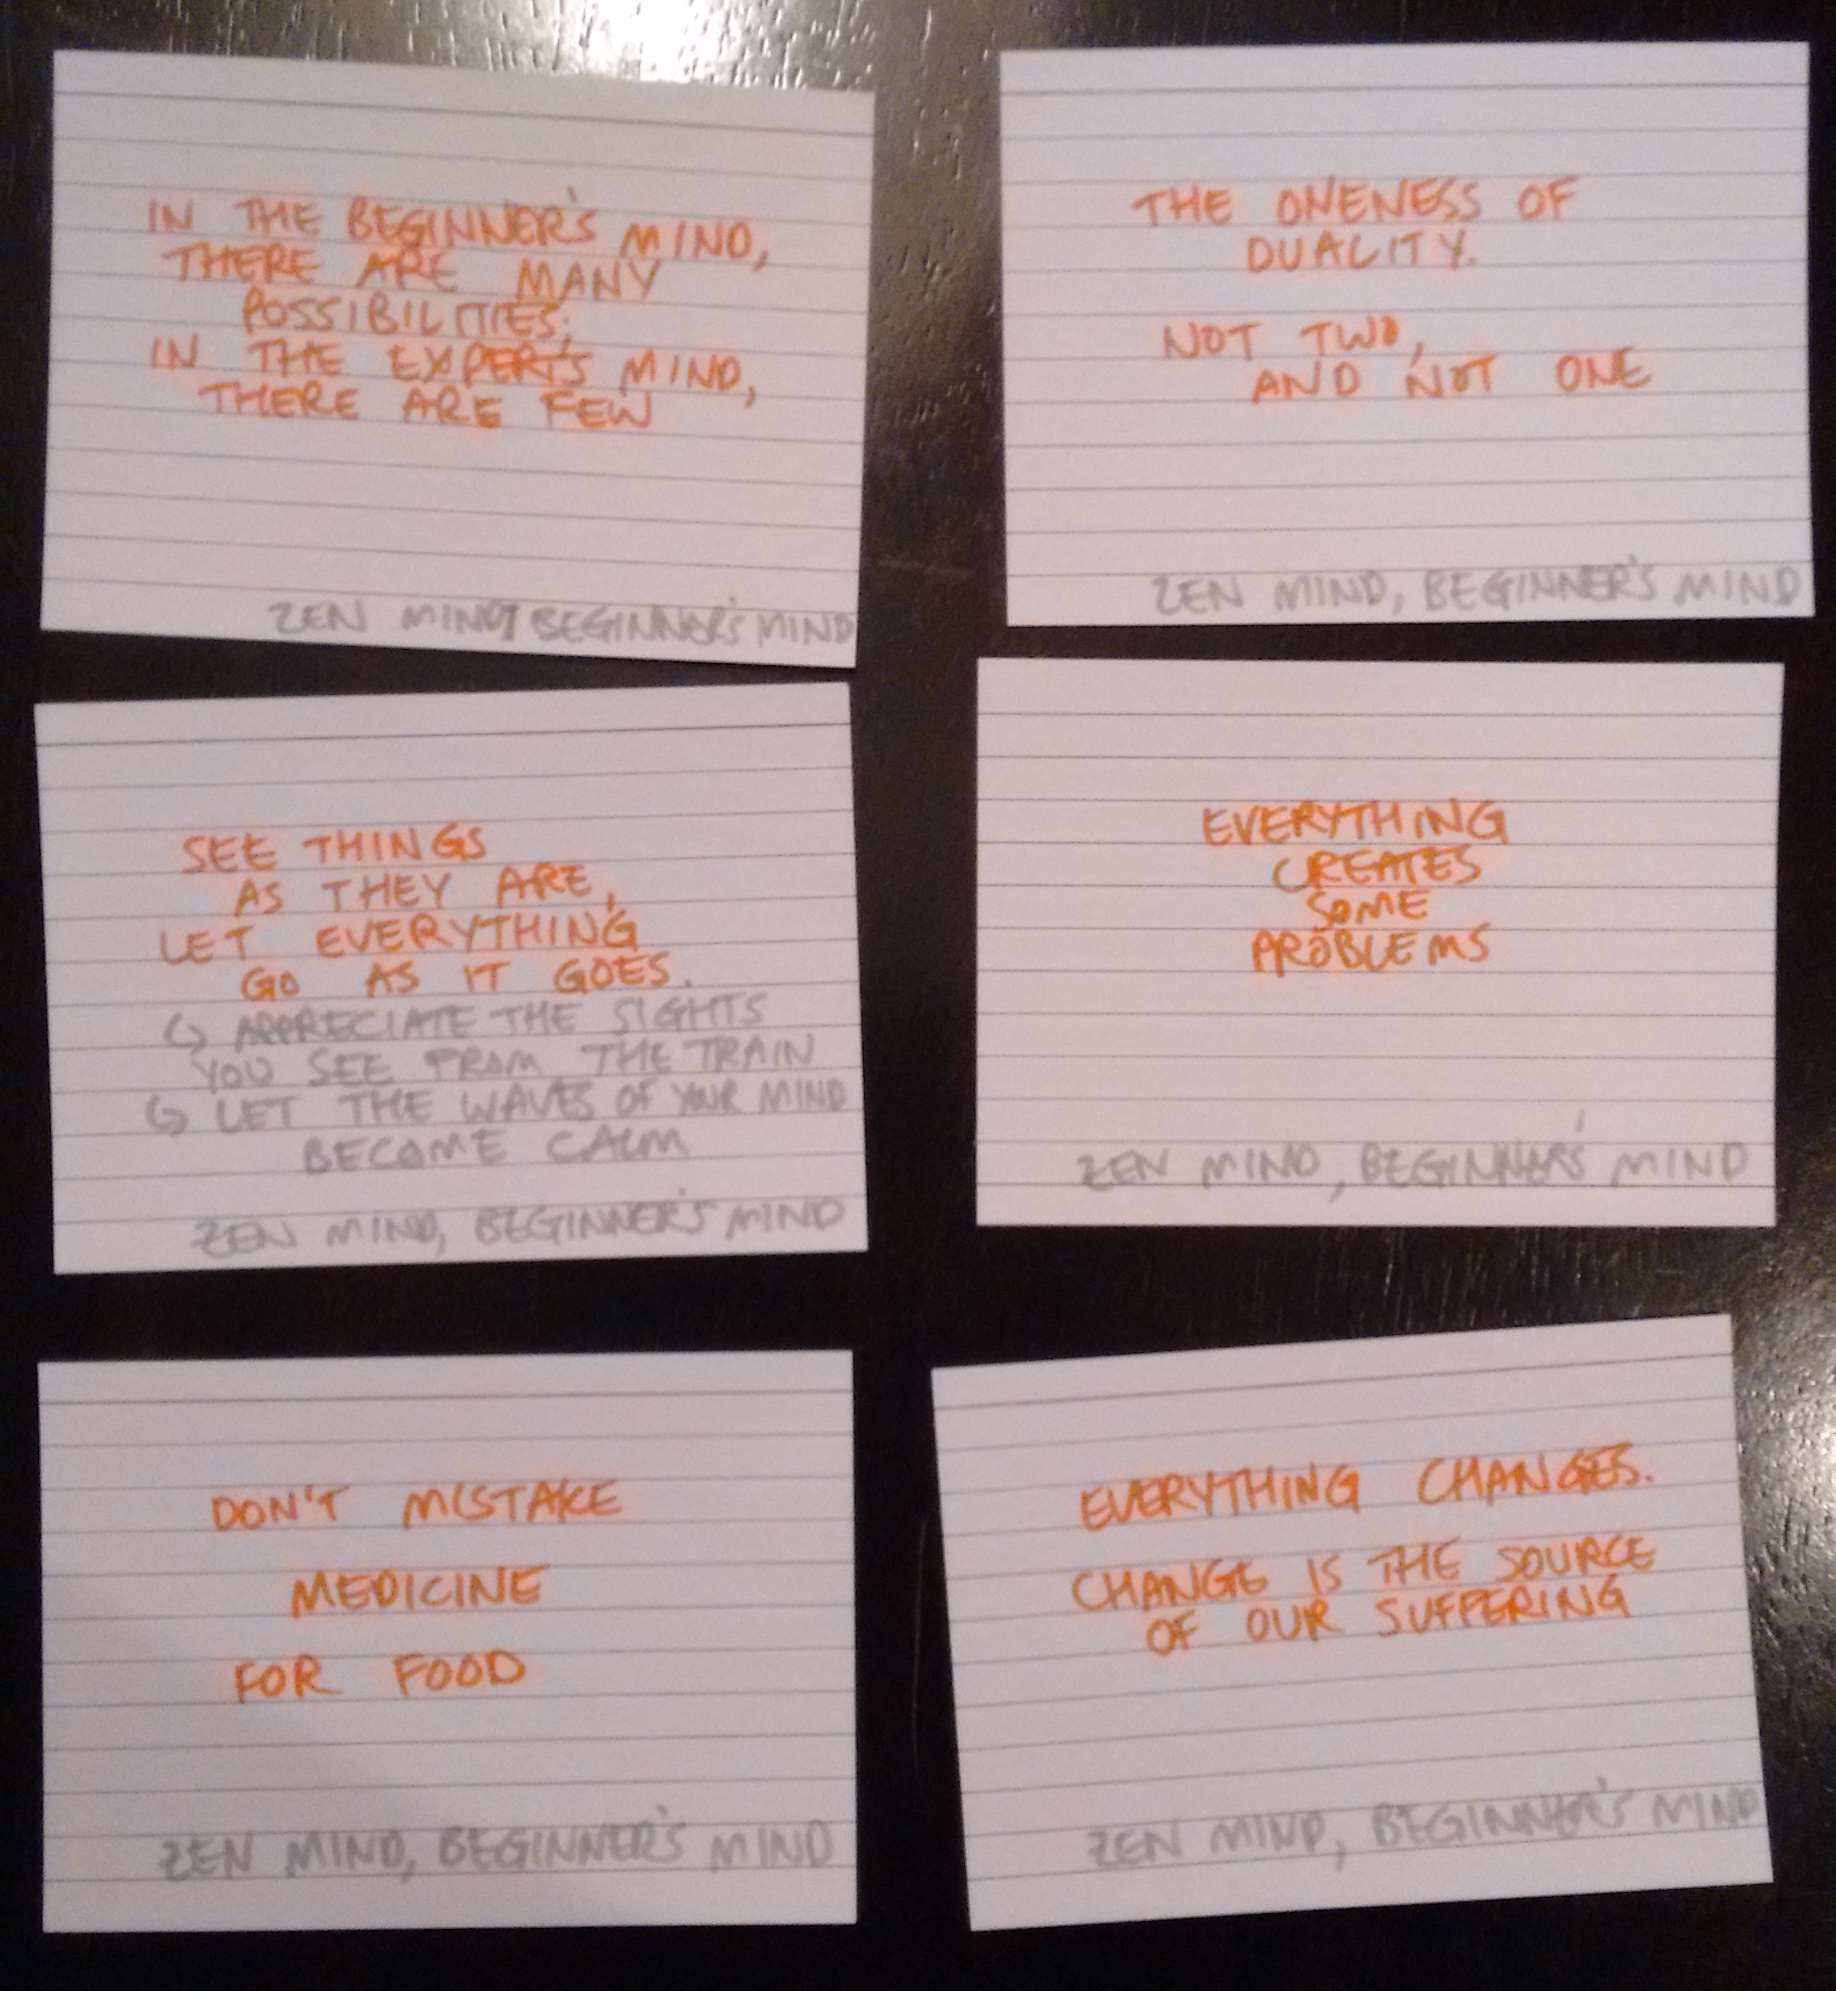 IN THE BEGINNER'S MIND,
THERE ARE MANY
POSSIBILITIES;
IN THE EXPERT'S MIND,
THERE ARE FEW
ZEN MIND, BEGINNER'S MIND
THE ONENESS OF
DUALITY.
NOT TWO,
AND NOT ONE
ZEN MIND, BEGINNER'S MIND
SEE THINGS
AS THEY ARE,
LET EVERYTHING
GO AS IT GOES.
↪ APPRECIATE THE SIGHTS
YOU SEE FROM THE TRAIN
↪ LET THE WAVES OF YOUR MIND
BECOME CALM
ZEN MIND, BEGINNER'S MIND
EVERYTHING
CREATES
SOME
PROBLEMS
ZEN MIND, BEGINNER'S MIND
DON'T MISTAKE
MEDICINE
FOR FOOD
ZEN MIND, BEGINNER'S MIND
EVERYTHING CHANGES.
CHANGE IS THE SOURCE
OF OUR SUFFERING
ZEN MIND, BEGINNER'S MIND